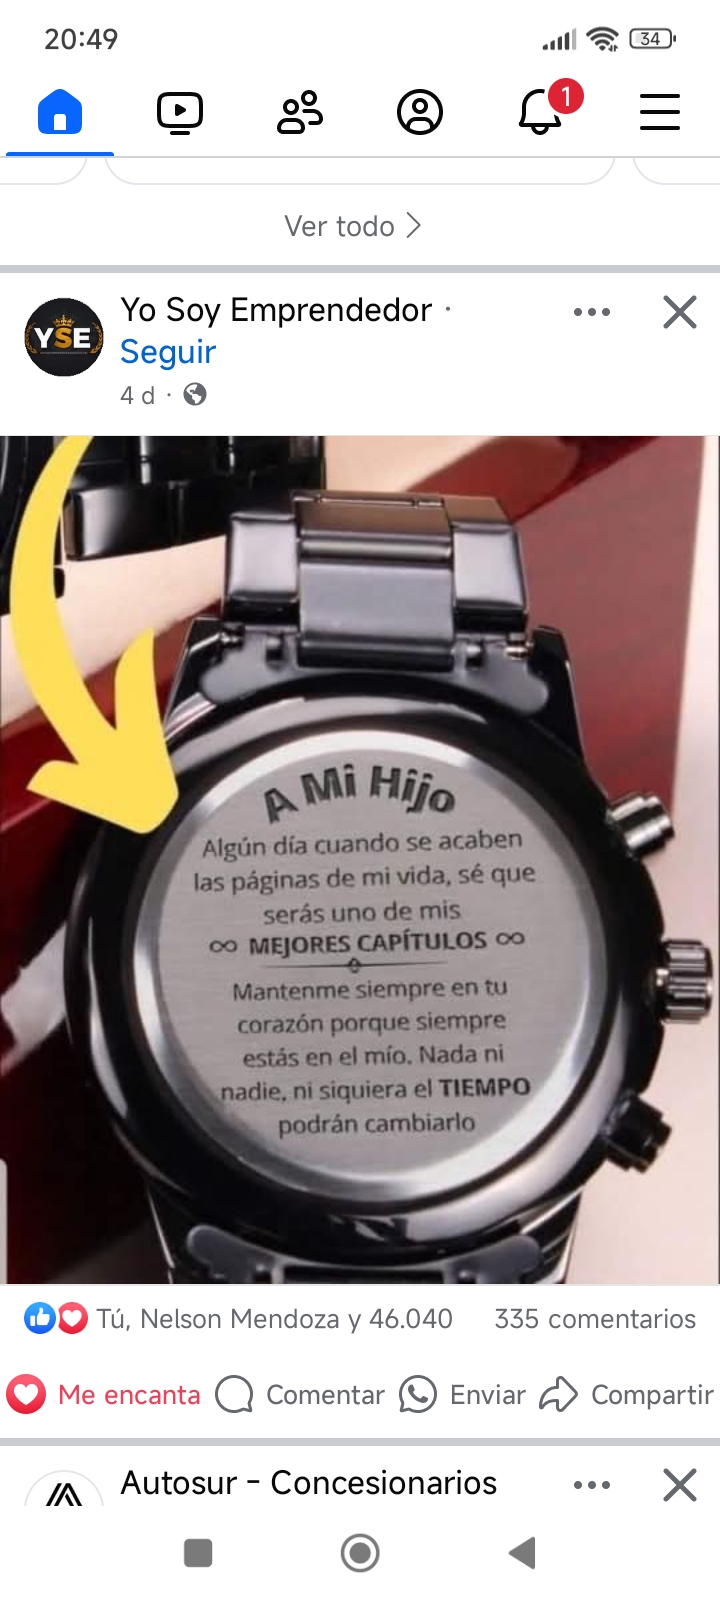 20:49
34
1
Ver todo
YSE
Yo Soy Emprendedor ·
Seguir
4 d ·
A Mi Hijo
Algún día cuando se acaben
las páginas de mi vida, sé que
serás uno de mis
∞ MEJORES CAPÍTULOS ∞
Mantenme siempre en tu
corazón porque siempre
estás en el mío. Nada ni
nadie, ni siquiera el TIEMPO
podrán cambiarlo
Tú, Nelson Mendoza y 46.040 335 comentarios
Me encanta Comentar Enviar Compartir
Autosur - Concesionarios